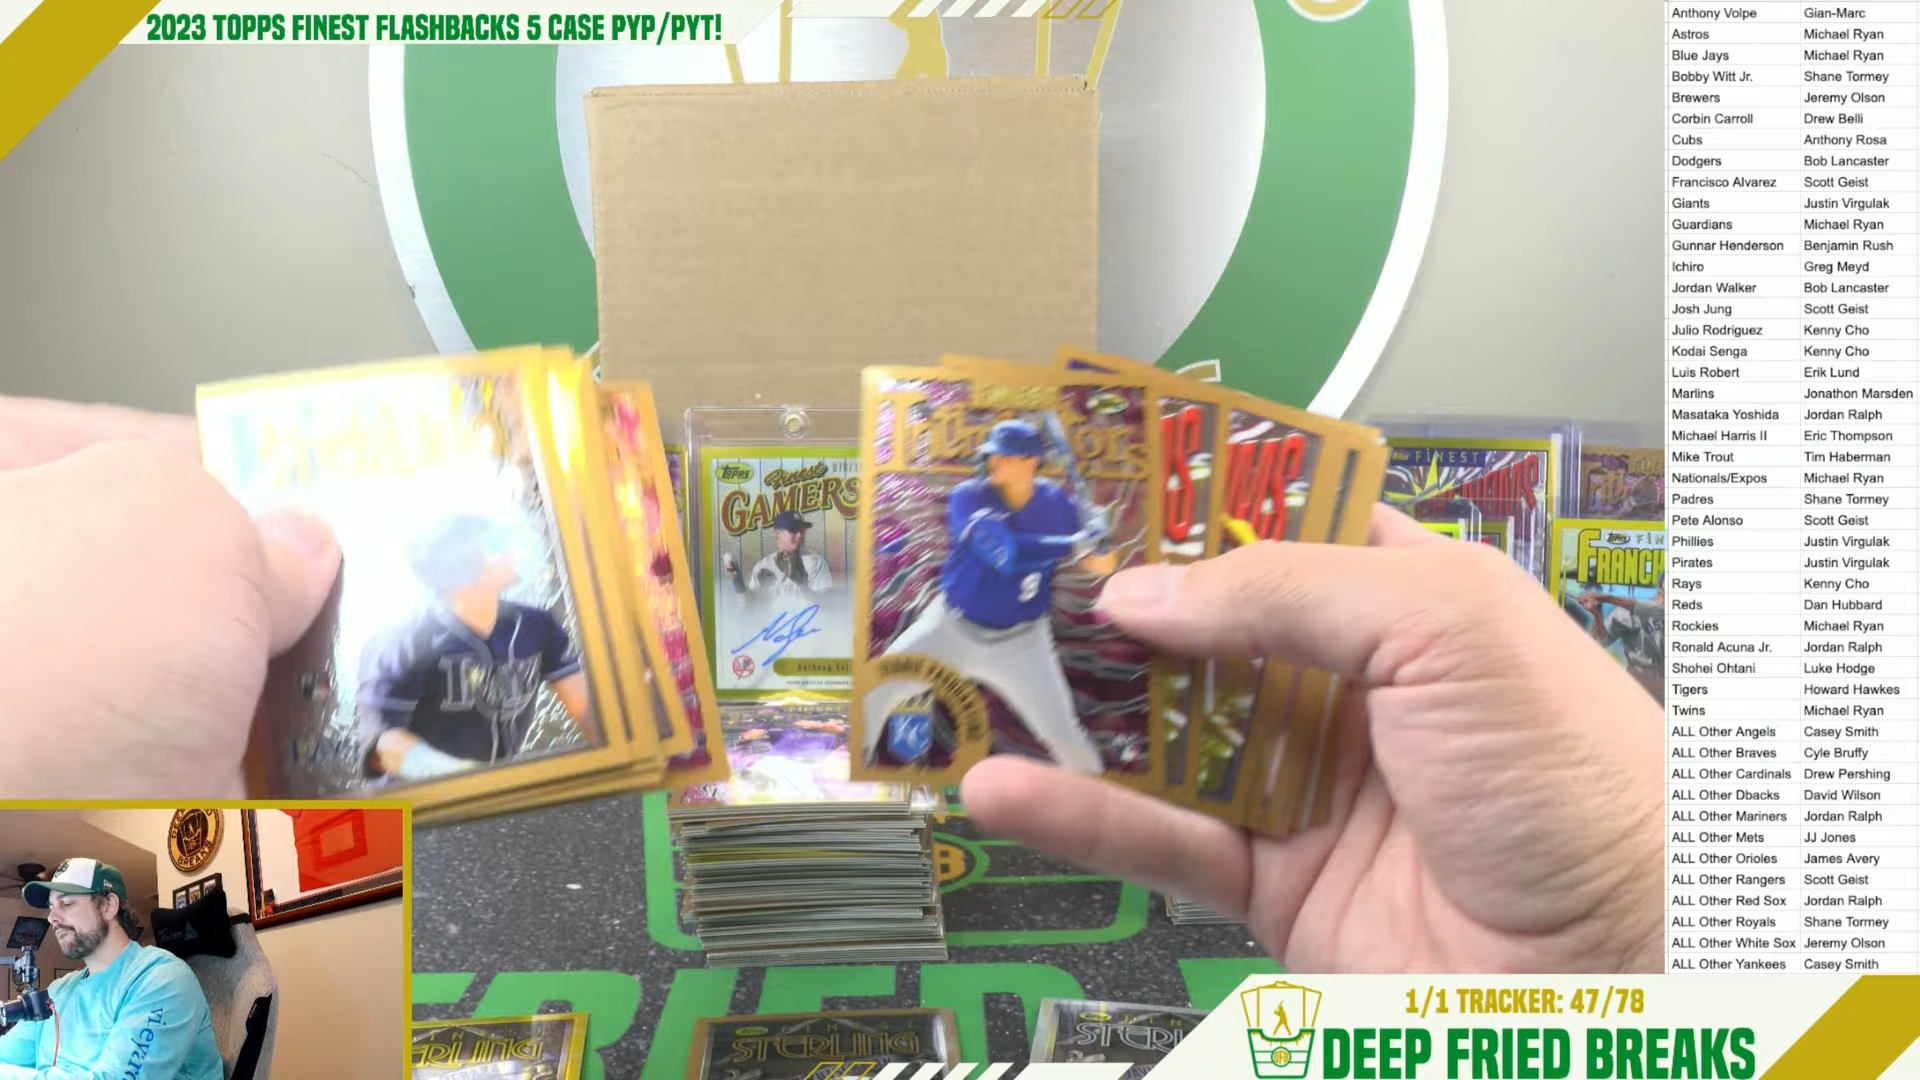 2023 TOPPS FINEST FLASHBACKS 5 CASE PYP/PYT!
Anthony Volpe Gian-Marc
Astros Michael Ryan
Blue Jays Michael Ryan
Bobby Witt Jr. Shane Tormey
Brewers Jeremy Olson
Corbin Carroll Drew Belli
Cubs Anthony Rosa
Dodgers Bob Lancaster
Francisco Alvarez Scott Geist
Giants Justin Virgulak
Guardians Michael Ryan
Gunnar Henderson Benjamin Rush
Ichiro Greg Meyd
Jordan Walker Bob Lancaster
Josh Jung Scott Geist
Julio Rodriguez Kenny Cho
Kodai Senga Kenny Cho
Luis Robert Erik Lund
Marlins Jonathon Marsden
Masataka Yoshida Jordan Ralph
Michael Harris II Eric Thompson
Mike Trout Tim Haberman
Nationals/Expos Michael Ryan
Padres Shane Tormey
Pete Alonso Scott Geist
Phillies Justin Virgulak
Pirates Justin Virgulak
Rays Kenny Cho
Reds Dan Hubbard
Rockies Michael Ryan
Ronald Acuna Jr. Jordan Ralph
Shohei Ohtani Luke Hodge
Tigers Howard Hawkes
Twins Michael Ryan
ALL Other Angels Casey Smith
ALL Other Braves Cyle Bruffy
ALL Other Cardinals Drew Pershing
ALL Other Dbacks David Wilson
ALL Other Mariners Jordan Ralph
ALL Other Mets JJ Jones
ALL Other Orioles James Avery
ALL Other Rangers Scott Geist
ALL Other Red Sox Jordan Ralph
ALL Other Royals Shane Tormey
ALL Other White Sox Jeremy Olson
ALL Other Yankees Casey Smith
Topps Finest
GAMERS
FINEST
Topps
FRANCH
9
KC
STERLING
STER
1/1 TRACKER: 47/78
DEEP FRIED BREAKS